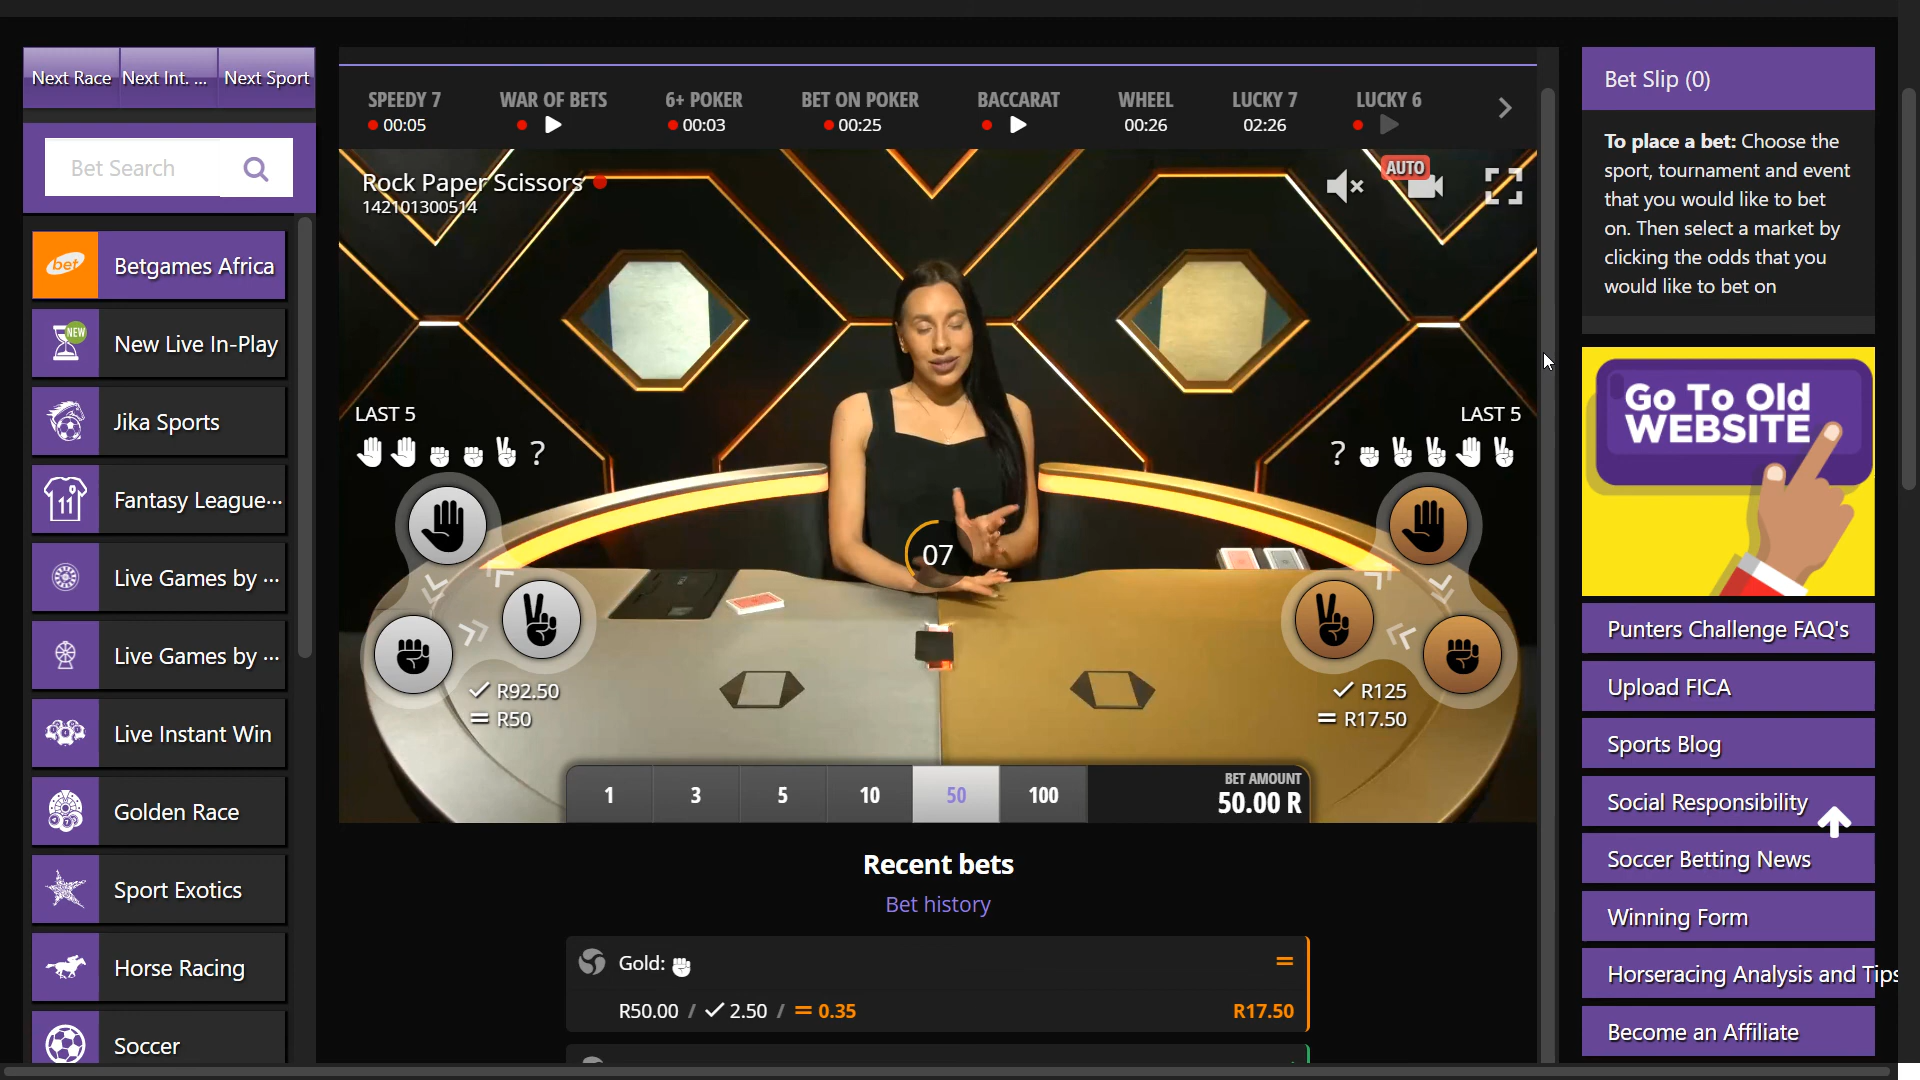 Next Race
Next Int. ...
Next Sport
Bet Search
bet
Betgames Africa
NEW
New Live In-Play
Jika Sports
11
Fantasy League...
Live Games by ...
Live Games by ...
Live Instant Win
Golden Race
Sport Exotics
Horse Racing
Soccer
SPEEDY 7
00:05
WAR OF BETS
6+ POKER
00:03
BET ON POKER
00:25
BACCARAT
WHEEL
00:26
LUCKY 7
02:26
LUCKY 6
Rock Paper Scissors
142101300514
AUTO
LAST 5
?
LAST 5
?
07
R92.50
= R50
R125
= R17.50
1
3
5
10
50
100
BET AMOUNT
50.00 R
Recent bets
Bet history
Gold:
=
R50.00 / ✓ 2.50 / = 0.35
R17.50
Bet Slip (0)
To place a bet: Choose the
sport, tournament and event
that you would like to bet
on. Then select a market by
clicking the odds that you
would like to bet on
Go To Old
WEBSITE
Punters Challenge FAQ's
Upload FICA
Sports Blog
Social Responsibility
Soccer Betting News
Winning Form
Horseracing Analysis and Tips
Become an Affiliate